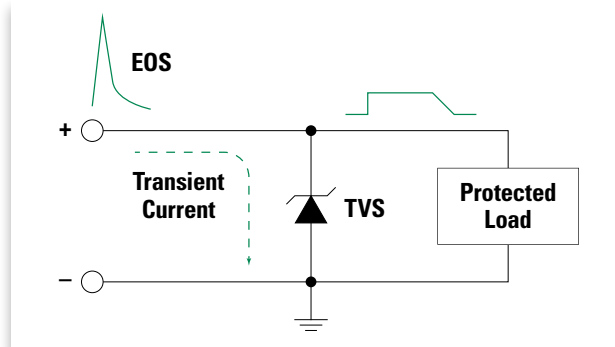 EOS
+
Transient
Current
TVS
Protected
Load
−